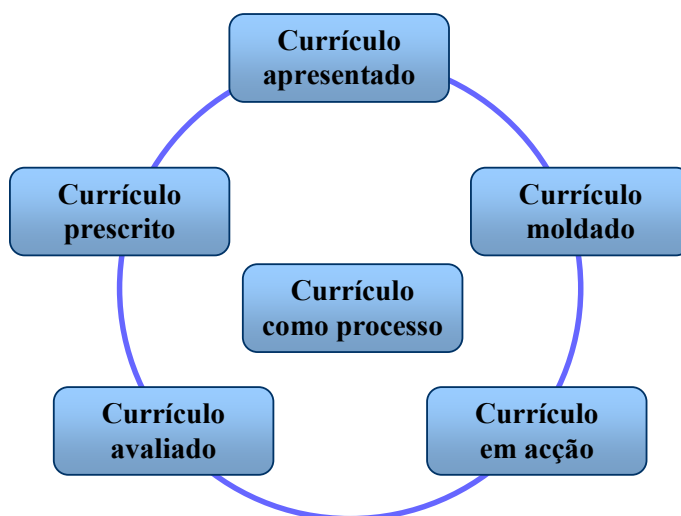 Currículo
apresentado
Currículo
prescrito
Currículo
moldado
Currículo
como processo
Currículo
avaliado
Currículo
em acção